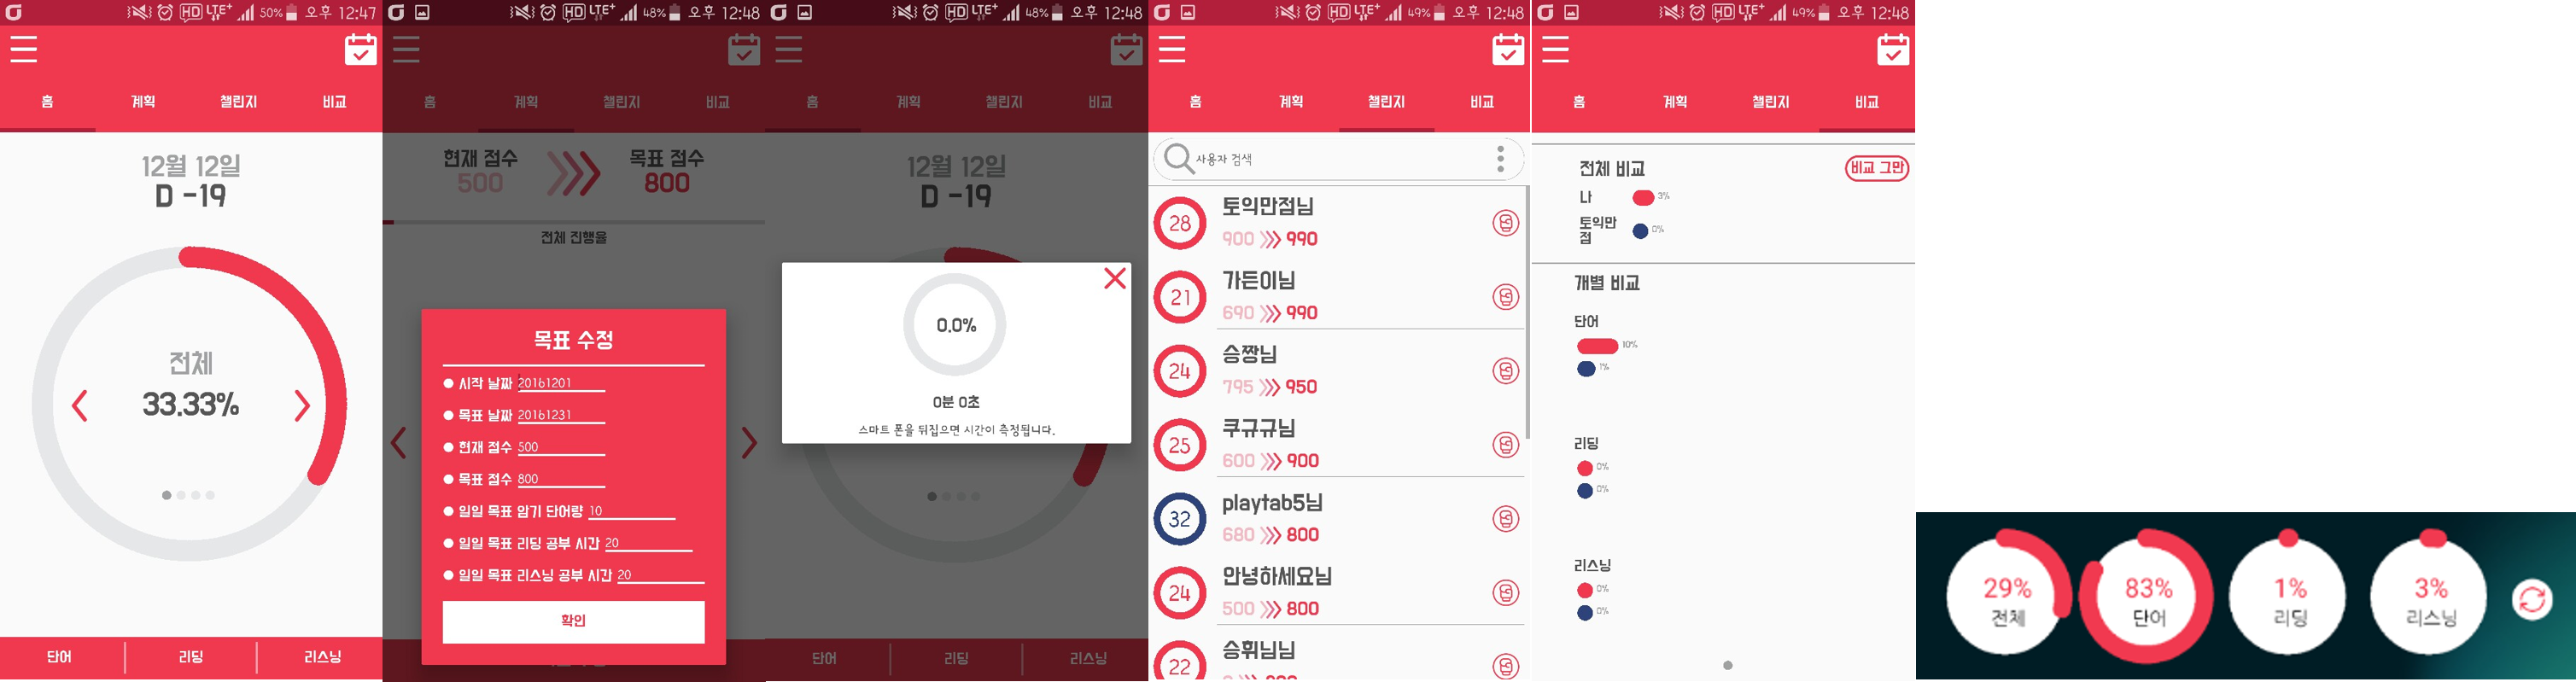 50% 오후 12:47
홈 계획 챌린지 비교
12월 12일
D -19
전체
33.33%
단어 리딩 리스닝
HD LTE+ 48% 오후 12:48
홈 계획 챌린지 비교
현재 점수 목표 점수
500 800
전체 진행율
목표 수정
시작 날짜 20161201
목표 날짜 20161231
현재 점수 500
목표 점수 800
일일 목표 암기 단어량 10
일일 목표 리딩 공부 시간 20
일일 목표 리스닝 공부 시간 20
확인
HD LTE+ 48% 오후 12:48
홈 계획 챌린지 비교
12월 12일
D -19
0.0%
0분 0초
스마트 폰을 뒤집으면 시간이 측정됩니다.
단어 리딩 리스닝
HD LTE+ 49% 오후 12:48
홈 계획 챌린지 비교
사용자 검색
28 토익만점님
900 990
21 가든이님
690 990
24 승짱님
795 950
25 쿠규규님
600 900
32 playtab5님
680 800
24 안녕하세요님
500 800
22 승휘님님
HD LTE+ 49% 오후 12:48
홈 계획 챌린지 비교
전체 비교 비교 그만
나 3%
토익만
점 0%
개별 비교
단어
10%
1%
리딩
0%
0%
리스닝
0%
0%
29% 83% 1% 3%
전체 단어 리딩 리스닝